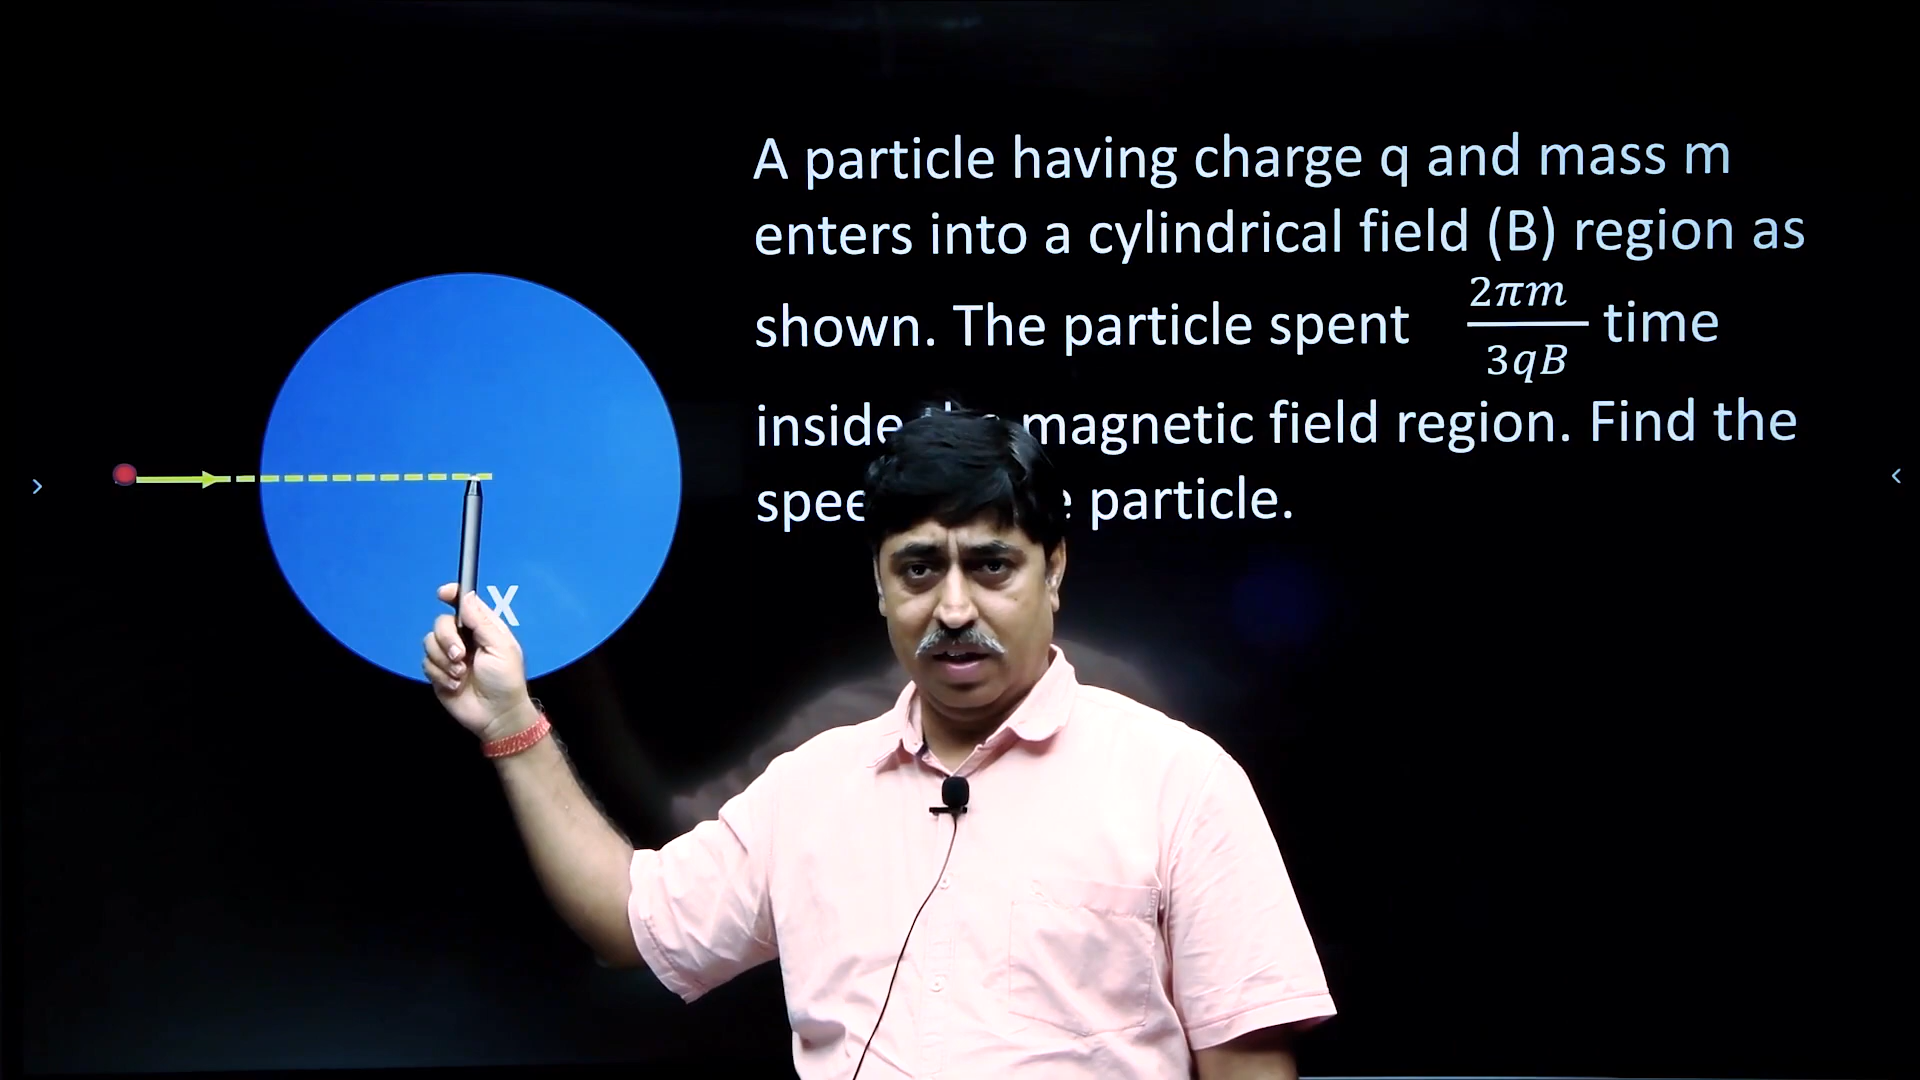 A particle having charge q and mass m
enters into a cylindrical field (B) region as
shown. The particle spent 2πm/3qB time
inside magnetic field region. Find the
particle.
X